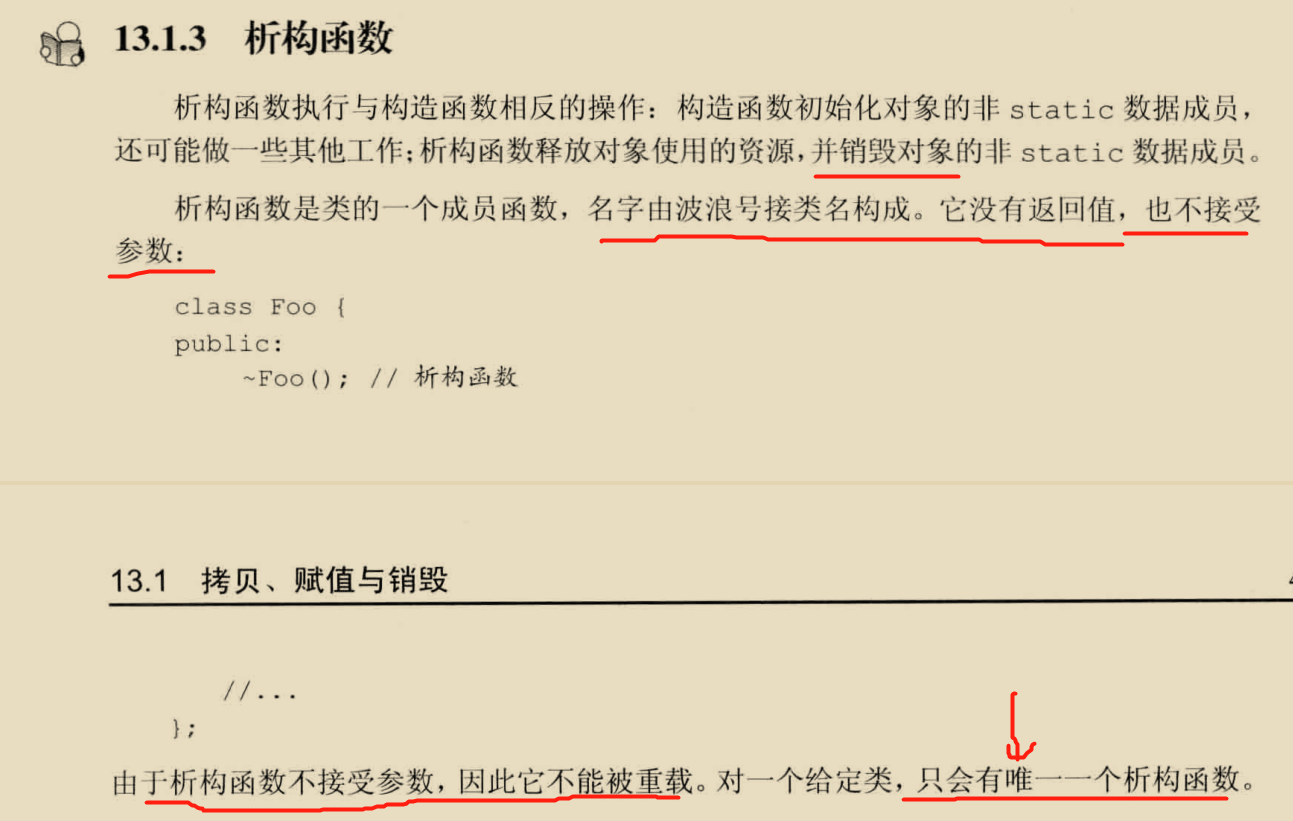 13.1.3 析构函数
析构函数执行与构造函数相反的操作：构造函数初始化对象的非 static 数据成员，
还可能做一些其他工作；析构函数释放对象使用的资源，并销毁对象的非 static 数据成员。
析构函数是类的一个成员函数，名字由波浪号接类名构成。它没有返回值，也不接受
参数：
class Foo {
public:
~Foo(); // 析构函数
13.1 拷贝、赋值与销毁
//...
};
由于析构函数不接受参数，因此它不能被重载。对一个给定类，只会有唯一一个析构函数。